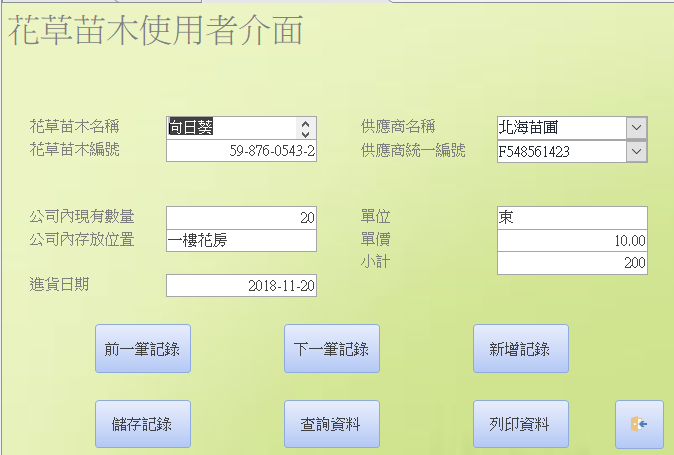 花草苗木使用者介面
花草苗木名稱 向日葵 供應商名稱 北海苗圃
花草苗木編號 59-876-0543-2 供應商統一編號 F548561423
公司內現有數量 20 單位 束
公司內存放位置 一樓花房 單價 10.00
小計 200
進貨日期 2018-11-20
前一筆記錄 下一筆記錄 新增記錄
儲存記錄 查詢資料 列印資料